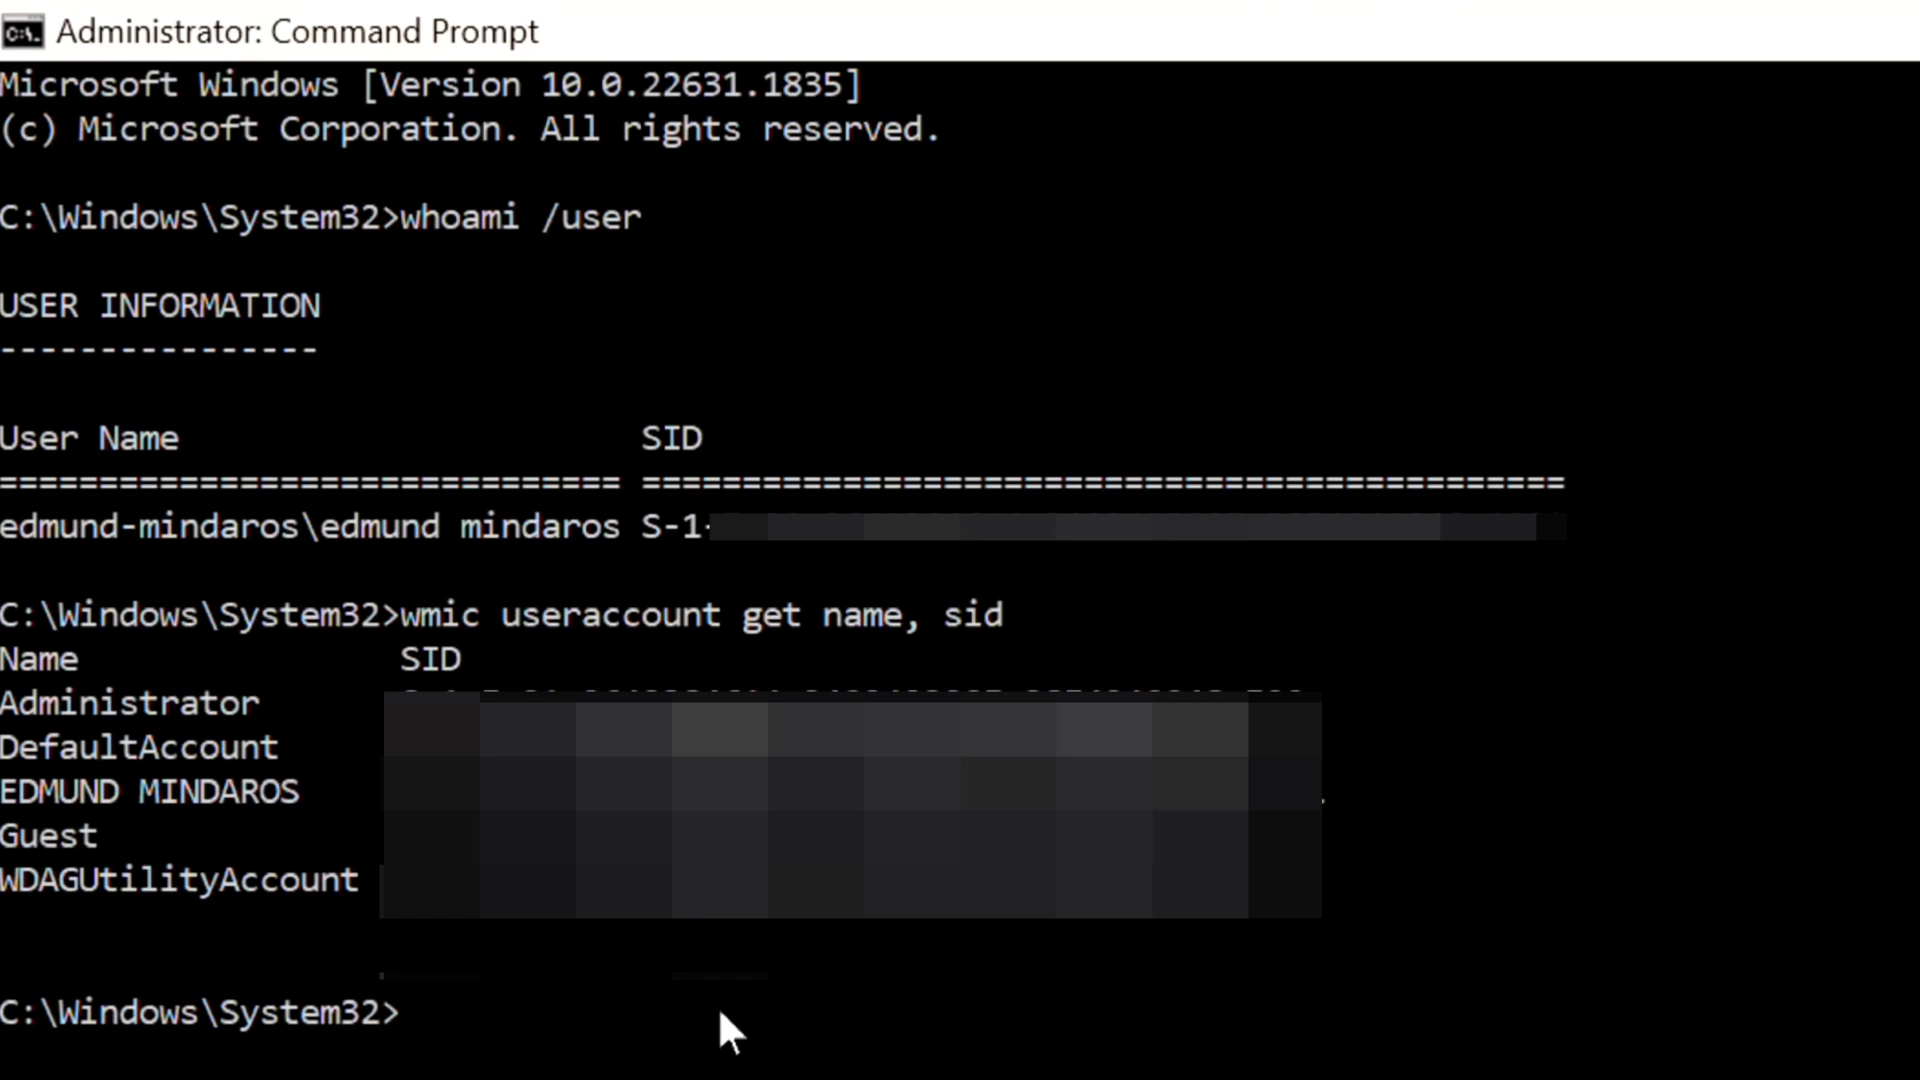 Administrator: Command Prompt
Microsoft Windows [Version 10.0.22631.1835]
(c) Microsoft Corporation. All rights reserved.
C:\Windows\System32>whoami /user
USER INFORMATION
----------------
User Name SID
=============================== ==============================================
edmund-mindaros\edmund mindaros S-1-
C:\Windows\System32>wmic useraccount get name, sid
Name SID
Administrator
DefaultAccount
EDMUND MINDAROS
Guest
WDAGUtilityAccount
C:\Windows\System32>